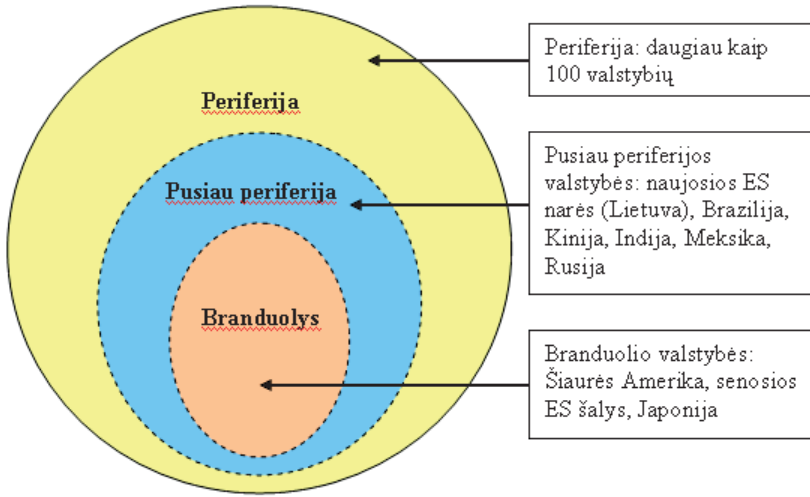 Periferija: daugiau kaip
100 valstybių
Periferija
Pusiau periferijos
valstybės: naujosios ES
narės (Lietuva), Brazilija,
Kinija, Indija, Meksika,
Rusija
Pusiau periferija
Branduolys
Branduolio valstybės:
Šiaurės Amerika, senosios
ES šalys, Japonija